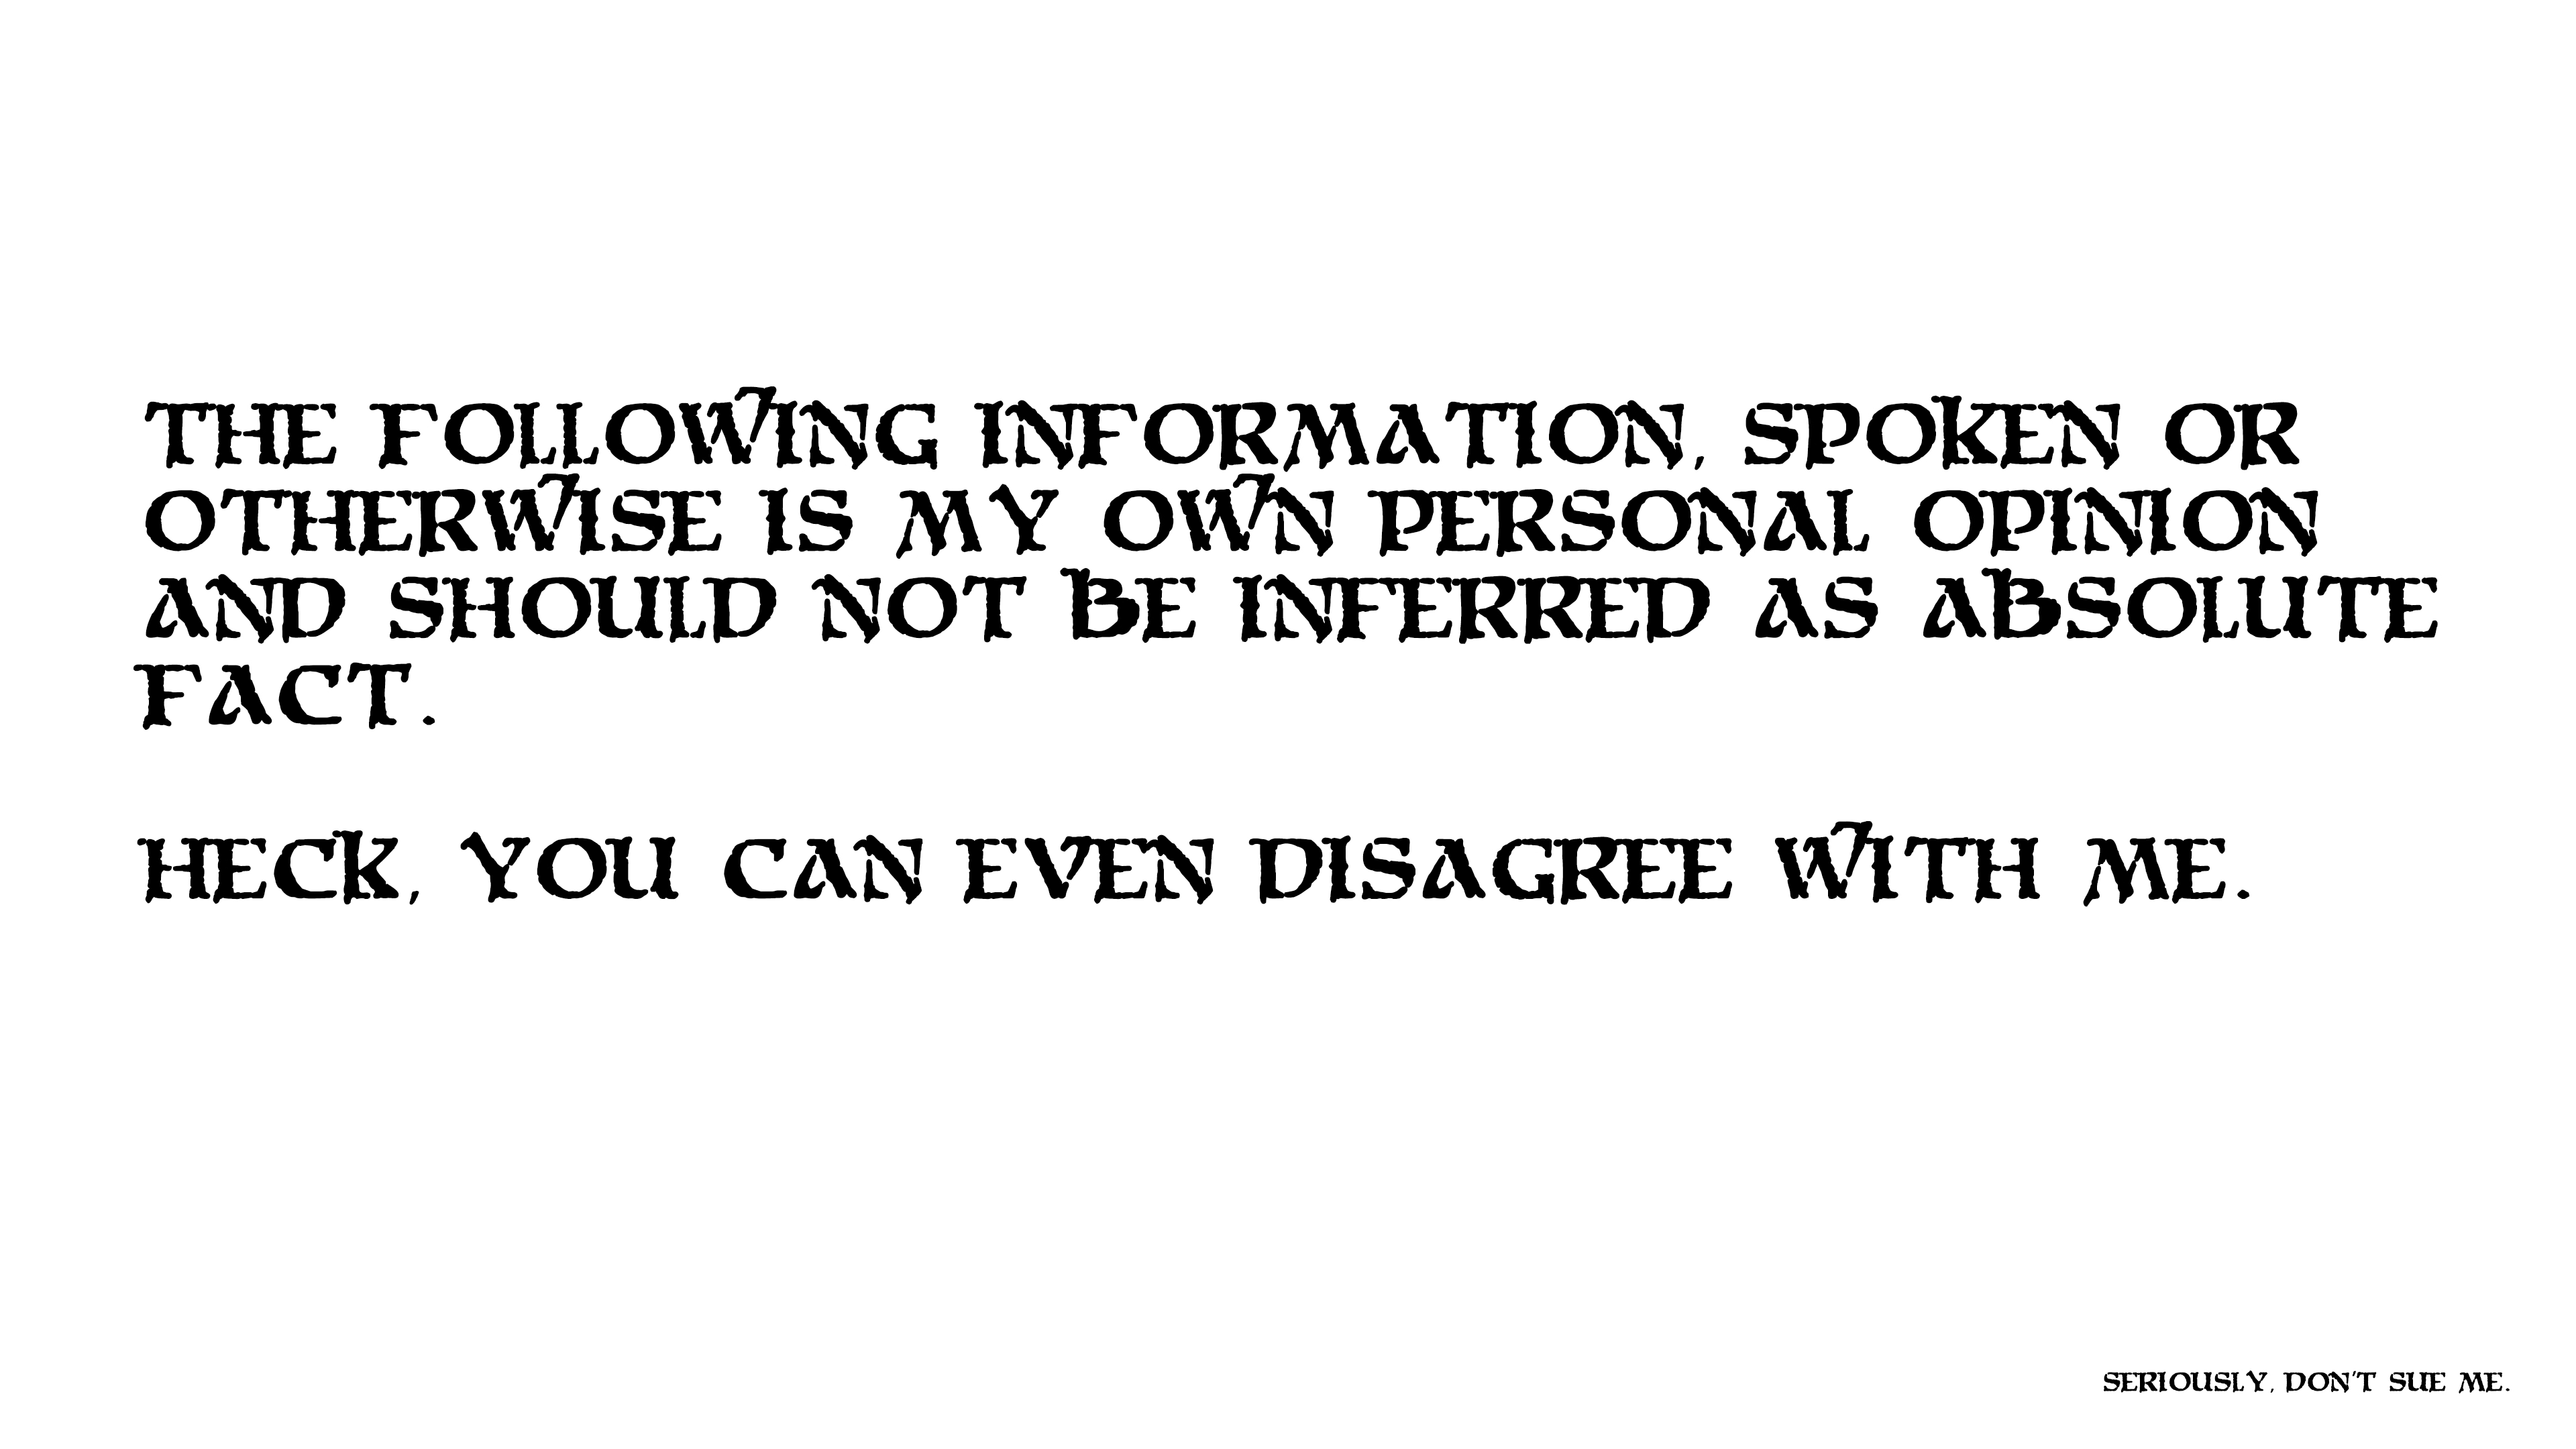 THE FOLLOWING INFORMATION, SPOKEN OR
OTHERWISE IS MY OWN PERSONAL OPINION
AND SHOULD NOT BE INFERRED AS ABSOLUTE
FACT.
HECK, YOU CAN EVEN DISAGREE WITH ME.
SERIOUSLY, DON'T SUE ME.